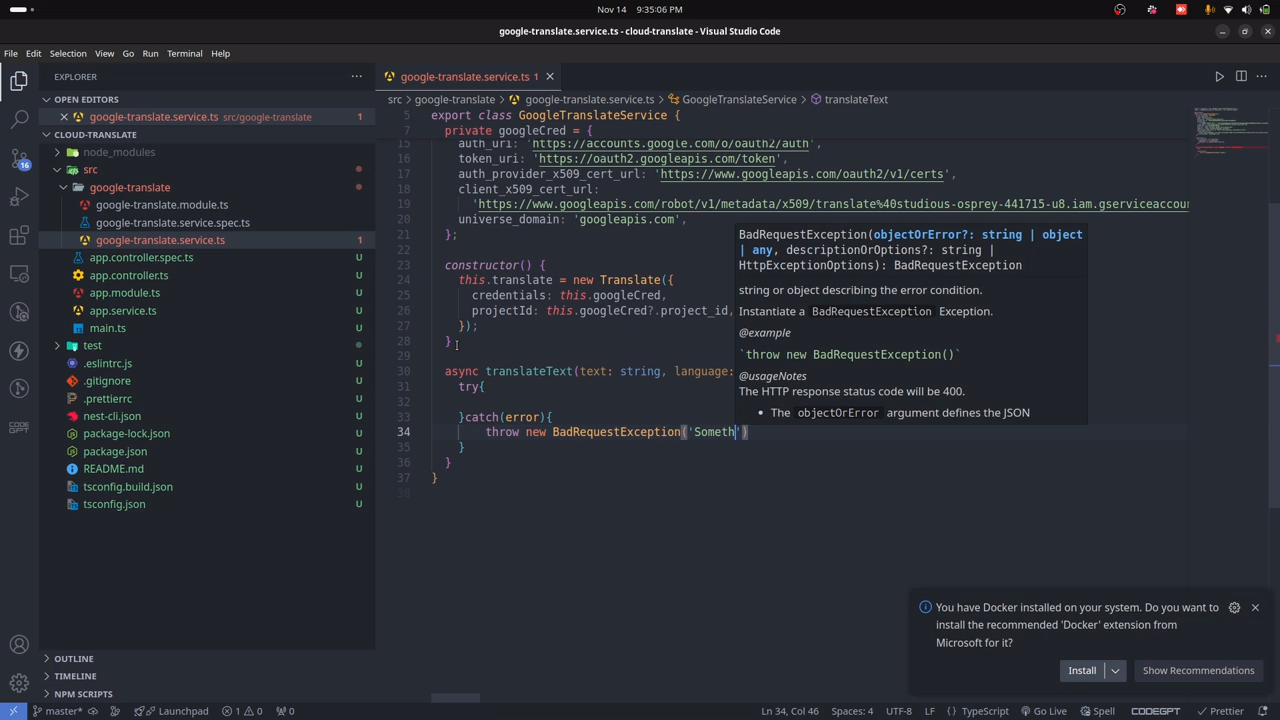 Nov 14 9:35:06 PM
google-translate.service.ts - cloud-translate - Visual Studio Code
File Edit Selection View Go Run Terminal Help
EXPLORER
OPEN EDITORS
google-translate.service.ts src/google-translate 1
CLOUD-TRANSLATE
node_modules
src
google-translate
google-translate.module.ts U
google-translate.service.spec.ts U
google-translate.service.ts 1
app.controller.spec.ts U
app.controller.ts U
app.module.ts U
app.service.ts U
main.ts U
test
.eslintrc.js U
.gitignore U
.prettierrc U
nest-cli.json U
package-lock.json U
package.json U
README.md U
tsconfig.build.json U
tsconfig.json U
OUTLINE
TIMELINE
NPM SCRIPTS
16
google-translate.service.ts 1
src > google-translate > google-translate.service.ts > GoogleTranslateService > translateText
5 export class GoogleTranslateService {
7 private googleCred = {
15 auth_uri: 'https://accounts.google.com/o/oauth2/auth',
16 token_uri: 'https://oauth2.googleapis.com/token',
17 auth_provider_x509_cert_url: 'https://www.googleapis.com/oauth2/v1/certs',
18 client_x509_cert_url:
19 'https://www.googleapis.com/robot/v1/metadata/x509/translate%40studious-osprey-441715-u8.iam.gserviceaccoun
20 universe_domain: 'googleapis.com',
21 };
22
23 constructor() {
24 this.translate = new Translate({
25 credentials: this.googleCred,
26 projectId: this.googleCred?.project_id,
27 });
28 }
29
30 async translateText(text: string, language:
31 try{
32
33 }catch(error){
34 throw new BadRequestException('Someth')
35 }
36 }
37 }
38
BadRequestException(objectOrError?: string | object
| any, descriptionOrOptions?: string |
HttpExceptionOptions): BadRequestException
string or object describing the error condition.
Instantiate a BadRequestException Exception.
@example
`throw new BadRequestException()`
@usageNotes
The HTTP response status code will be 400.
• The objectOrError argument defines the JSON
You have Docker installed on your system. Do you want to
install the recommended 'Docker' extension from
Microsoft for it?
Install
Show Recommendations
master* Launchpad 1 0 0 Ln 34, Col 46 Spaces: 4 UTF-8 LF {} TypeScript Go Live Spell CODEGPT Prettier